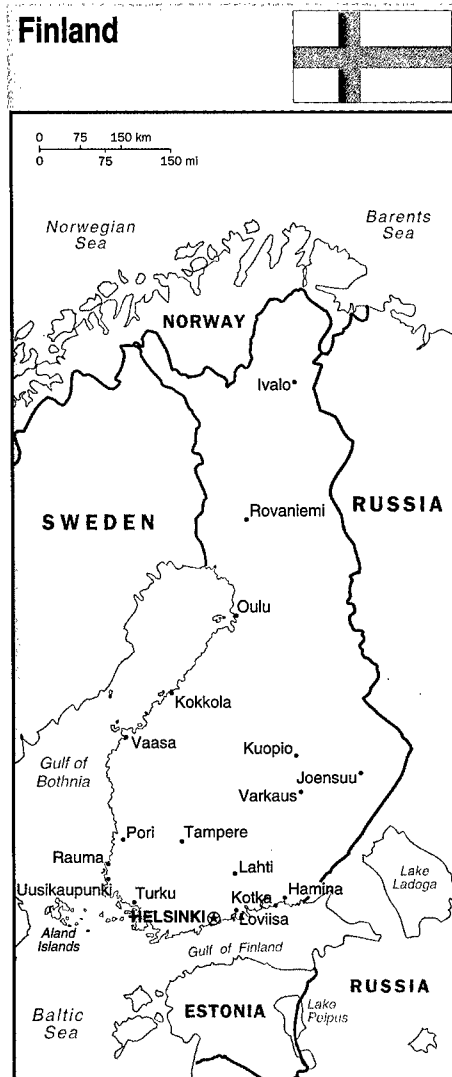 Finland
0 75 150 km
0 75 150 mi
Norwegian
Sea
Barents
Sea
NORWAY
Ivalo
RUSSIA
SWEDEN
Rovaniemi
Oulu
Kokkola
Vaasa
Gulf of
Bothnia
Kuopio
Joensuu
Varkaus
Pori
Tampere
Rauma
Lahti
Lake
Ladoga
Uusikaupunki
Turku
Kotka
Hamina
HELSINKI
Loviisa
Aland
Islands
Gulf of Finland
Baltic
Sea
ESTONIA
Lake
Peipus
RUSSIA